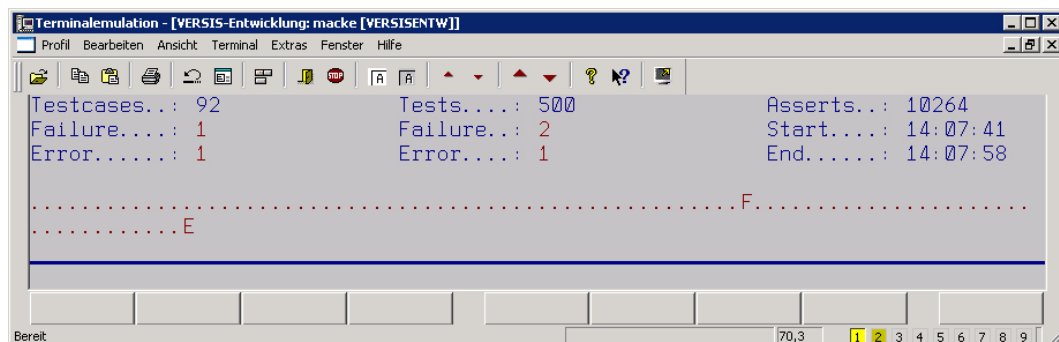 Terminalemulation - [VERSIS-Entwicklung: macke [VERSISENTW]]
Profil Bearbeiten Ansicht Terminal Extras Fenster Hilfe
STOP A A
Testcases..: 92 Tests....: 500 Asserts..: 10264
Failure....: 1 Failure..: 2 Start....: 14:07:41
Error......: 1 Error....: 1 End......: 14:07:58
............................................................F.......................
.............E
Bereit 70,3 1 2 3 4 5 6 7 8 9